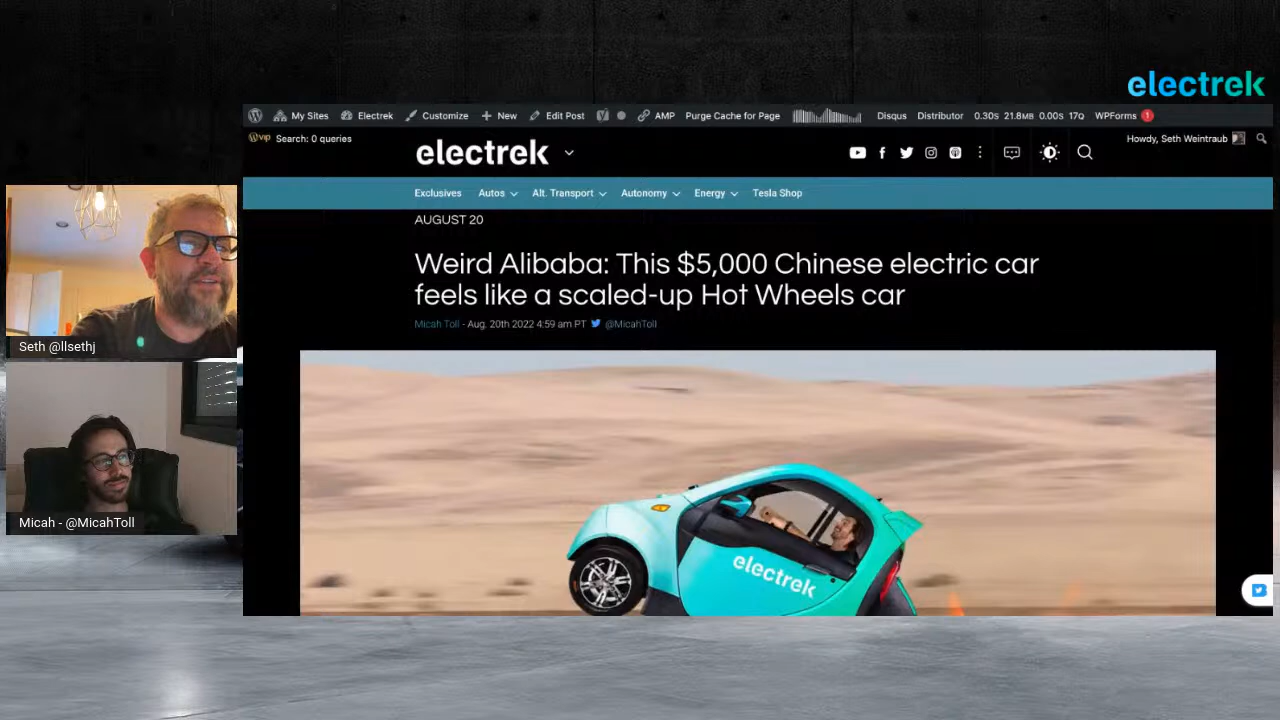 electrek
My Sites Electrek Customize New Edit Post AMP Purge Cache for Page Disqus Distributor 0.30S 21.8MB 0.00S 17Q WPForms 1
vip Search: 0 queries
Howdy, Seth Weintraub
electrek
Exclusives Autos Alt. Transport Autonomy Energy Tesla Shop
AUGUST 20
Weird Alibaba: This $5,000 Chinese electric car
feels like a scaled-up Hot Wheels car
Micah Toll - Aug. 20th 2022 4:59 am PT @MicahToll
Seth @llsethj
Micah - @MicahToll
electrek